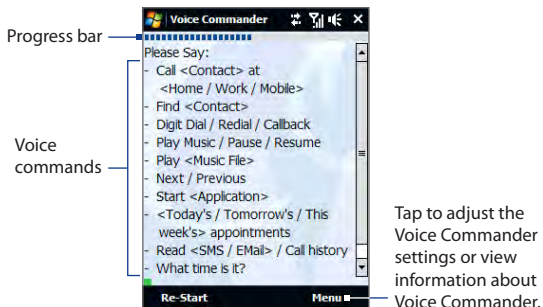 Voice Commander
Progress bar
Please Say:
- Call <Contact> at
<Home / Work / Mobile>
- Find <Contact>
- Digit Dial / Redial / Callback
- Play Music / Pause / Resume
- Play <Music File>
- Next / Previous
- Start <Application>
- <Today's / Tomorrow's / This
week's> appointments
- Read <SMS / EMail> / Call history
- What time is it?
Re-Start Menu
Voice
commands
Tap to adjust the
Voice Commander
settings or view
information about
Voice Commander.